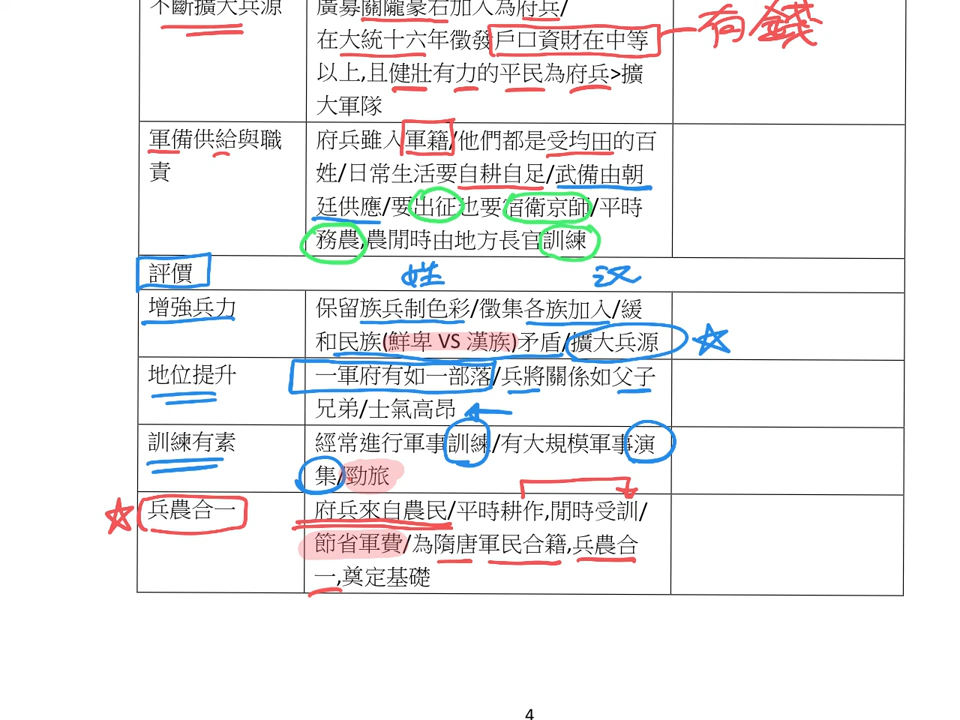 不斷擴大兵源
廣募關隴豪右加入為府兵/
在大統十六年徵發戶口資財在中等
以上,且健壯有力的平民為府兵>擴
大軍隊
有錢
軍備供給與職
責
府兵雖入軍籍/他們都是受均田的百
姓/日常生活要自耕自足/武備由朝
廷供應/要出征也要宿衛京師/平時
務農,農閒時由地方長官訓練
評價
姓 汉
增強兵力
保留族兵制色彩/徵集各族加入/緩
和民族(鮮卑 VS 漢族)矛盾/擴大兵源
地位提升
一軍府有如一部落/兵將關係如父子
兄弟/士氣高昂
訓練有素
經常進行軍事訓練/有大規模軍事演
集/勁旅
兵農合一
府兵來自農民/平時耕作,閒時受訓/
節省軍費/為隋唐軍民合籍,兵農合
一,奠定基礎
4